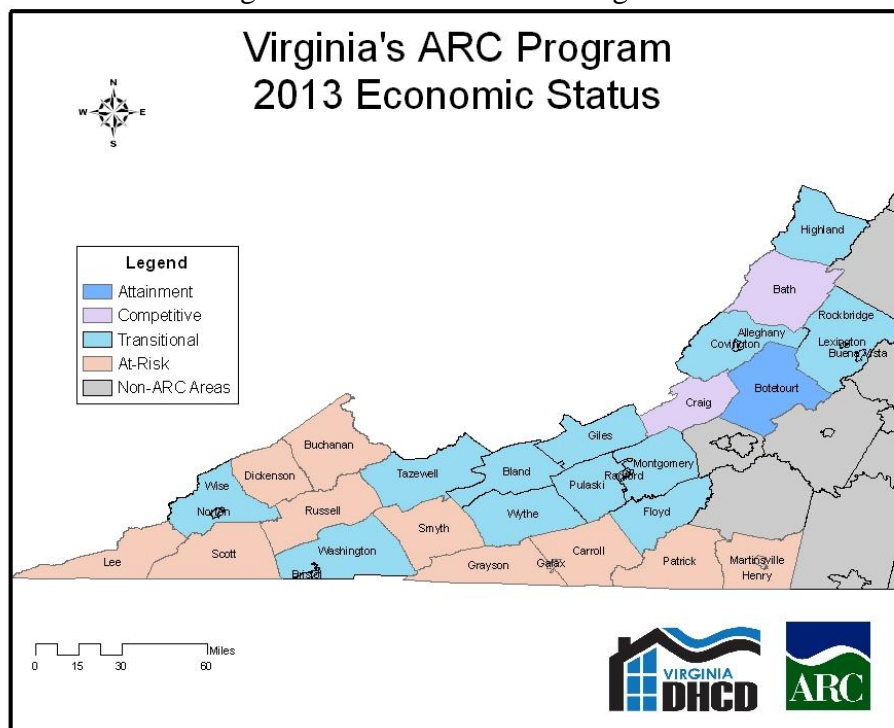 Virginia's ARC Program
2013 Economic Status
N
W E
S
Legend
Attainment
Competitive
Transitional
At-Risk
Non-ARC Areas
Highland
Bath
Rockbridge
Alleghany
Covington
Lexington
Buena Vista
Botetourt
Craig
Giles
Buchanan
Dickenson
Tazewell
Bland
Montgomery
Radford
Pulaski
Wise
Norton
Russell
Wythe
Floyd
Smyth
Washington
Carroll
Lee
Scott
Grayson
Galax
Patrick
Martinsville
Henry
Bristol
Miles
0 15 30 60
VIRGINIA
DHCD
ARC